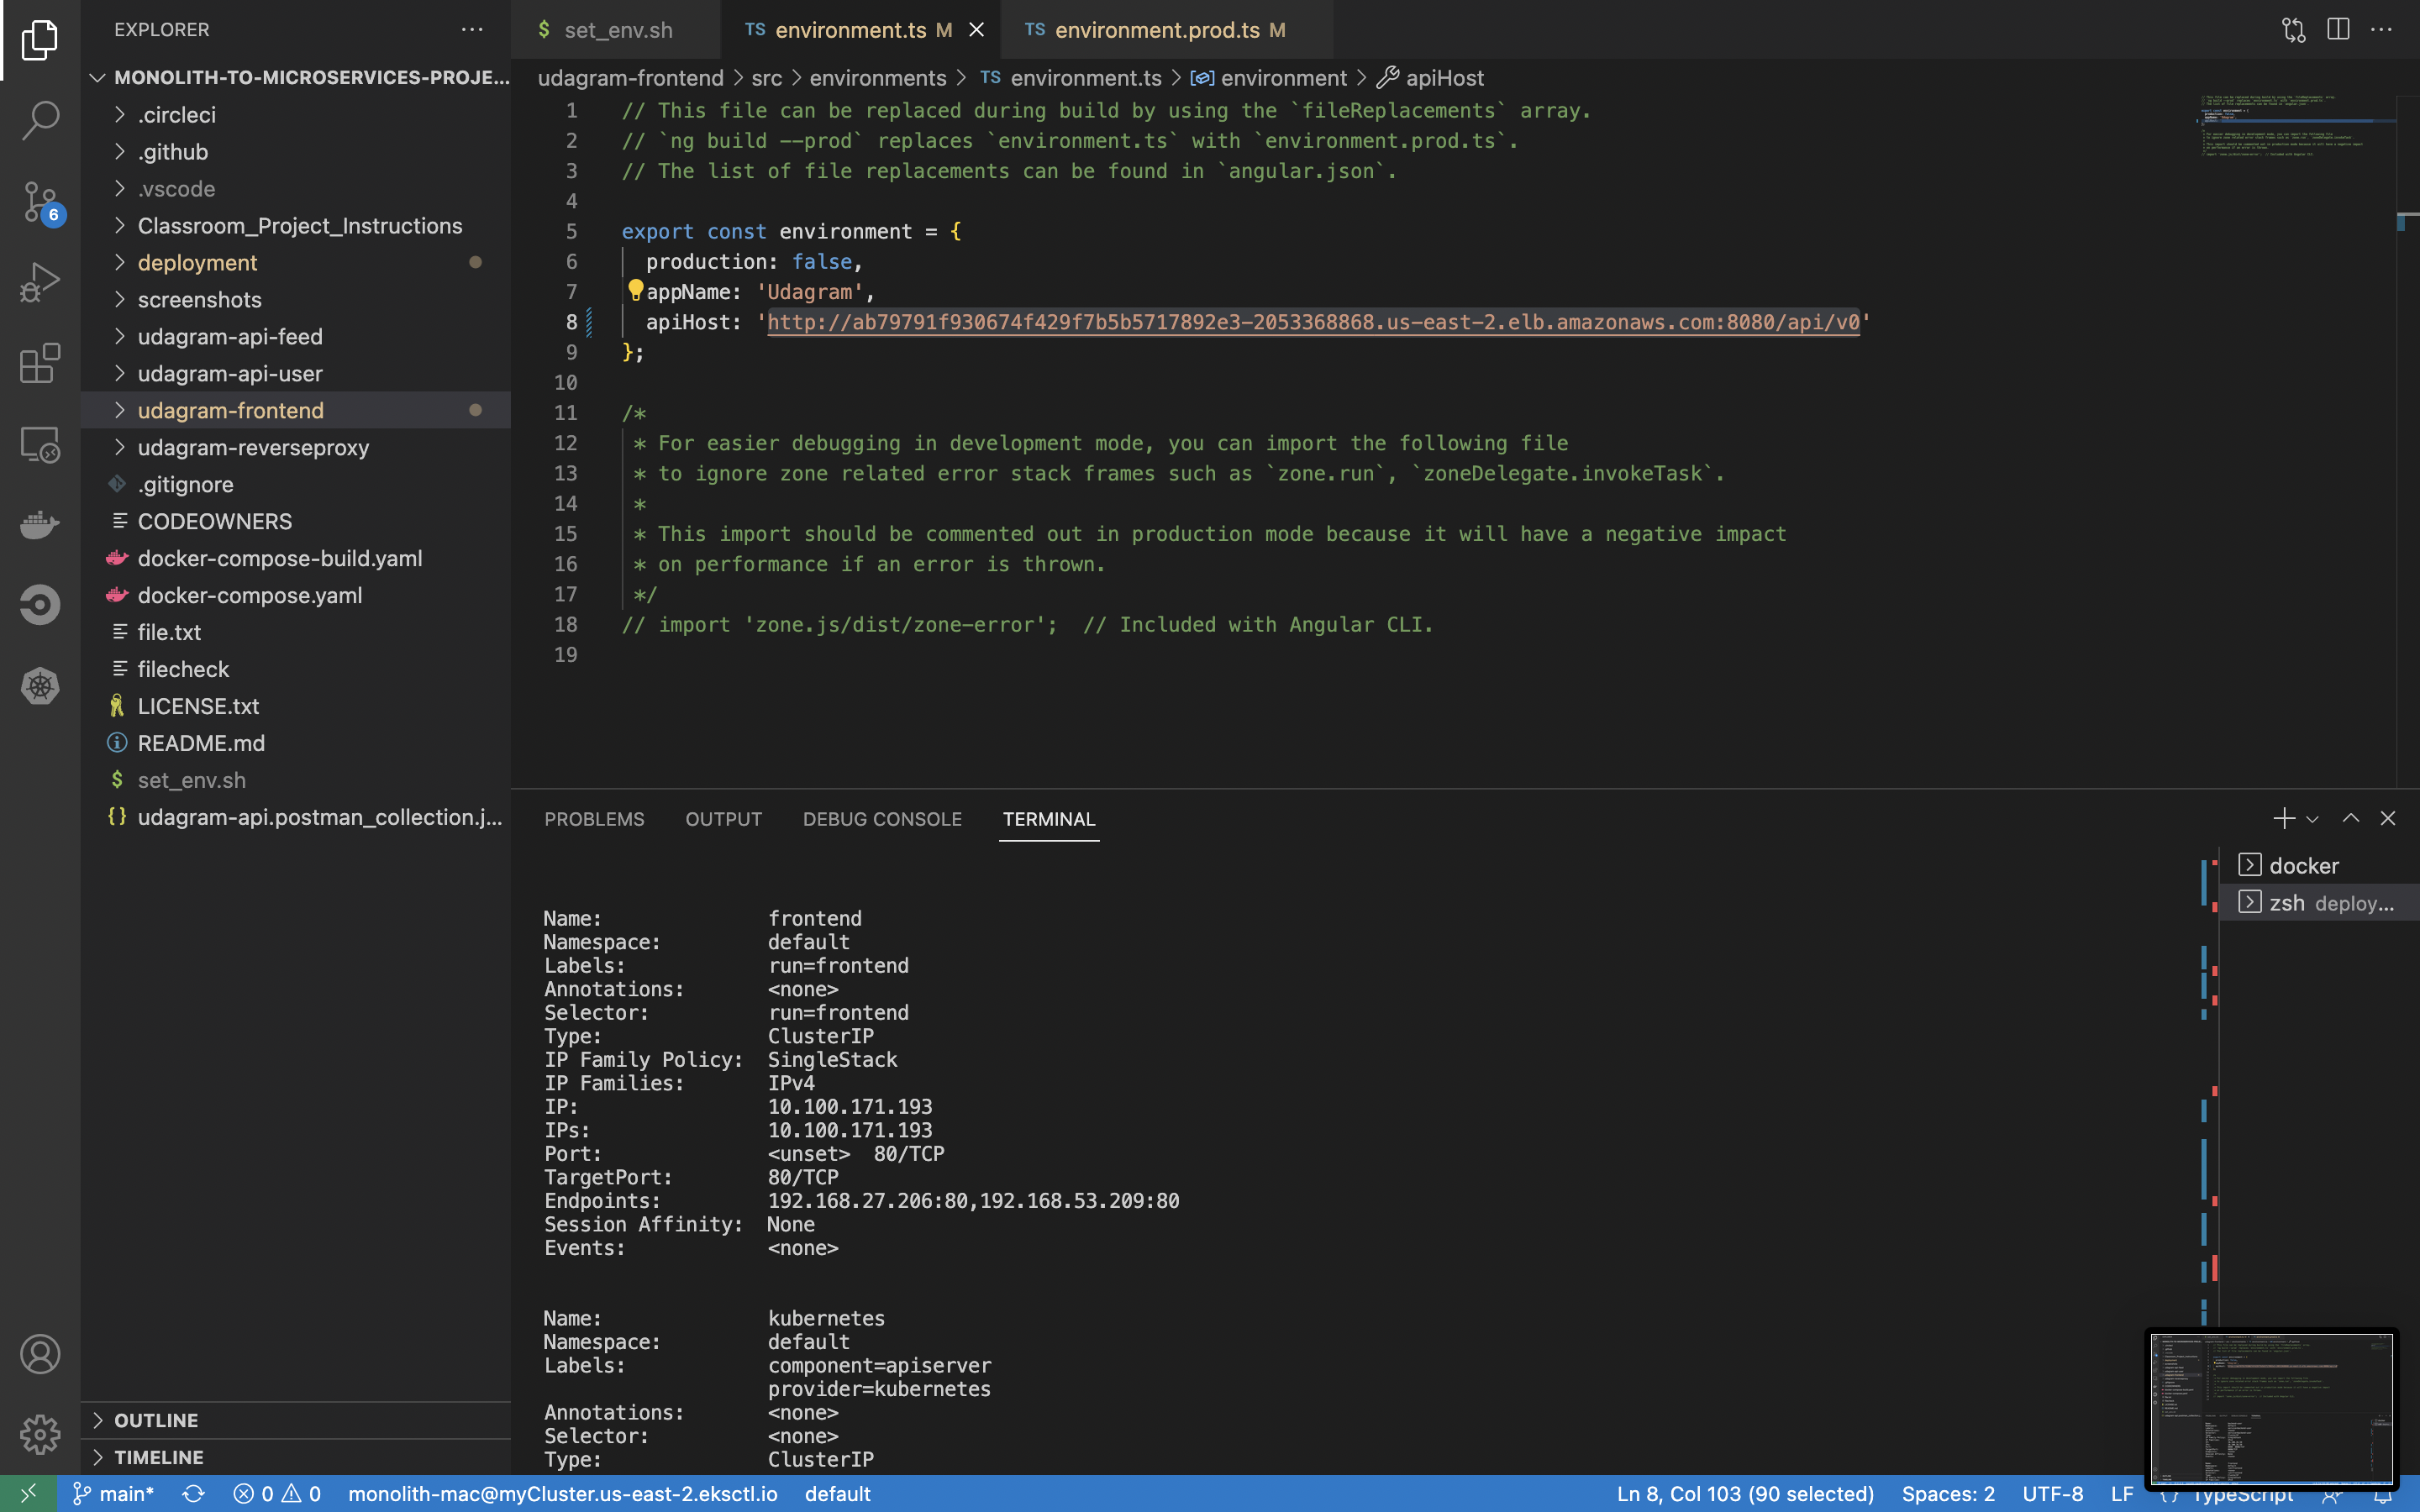 EXPLORER
MONOLITH-TO-MICROSERVICES-PROJE...
.circleci
.github
.vscode
Classroom_Project_Instructions
deployment
screenshots
udagram-api-feed
udagram-api-user
udagram-frontend
udagram-reverseproxy
.gitignore
CODEOWNERS
docker-compose-build.yaml
docker-compose.yaml
file.txt
filecheck
LICENSE.txt
README.md
$ set_env.sh
{} udagram-api.postman_collection.j...
OUTLINE
TIMELINE
6
$ set_env.sh
TS environment.ts M
TS environment.prod.ts M
udagram-frontend > src > environments > TS environment.ts > environment > apiHost
1 // This file can be replaced during build by using the `fileReplacements` array.
2 // `ng build --prod` replaces `environment.ts` with `environment.prod.ts`.
3 // The list of file replacements can be found in `angular.json`.
4
5 export const environment = {
6 production: false,
7 appName: 'Udagram',
8 apiHost: 'http://ab79791f930674f429f7b5b5717892e3-2053368868.us-east-2.elb.amazonaws.com:8080/api/v0'
9 };
10
11 /*
12 * For easier debugging in development mode, you can import the following file
13 * to ignore zone related error stack frames such as `zone.run`, `zoneDelegate.invokeTask`.
14 *
15 * This import should be commented out in production mode because it will have a negative impact
16 * on performance if an error is thrown.
17 */
18 // import 'zone.js/dist/zone-error';  // Included with Angular CLI.
19
PROBLEMS OUTPUT DEBUG CONSOLE TERMINAL
docker
zsh deploy...
Name: frontend
Namespace: default
Labels: run=frontend
Annotations: <none>
Selector: run=frontend
Type: ClusterIP
IP Family Policy: SingleStack
IP Families: IPv4
IP: 10.100.171.193
IPs: 10.100.171.193
Port: <unset> 80/TCP
TargetPort: 80/TCP
Endpoints: 192.168.27.206:80,192.168.53.209:80
Session Affinity: None
Events: <none>
Name: kubernetes
Namespace: default
Labels: component=apiserver
provider=kubernetes
Annotations: <none>
Selector: <none>
Type: ClusterIP
main* 0 0 monolith-mac@myCluster.us-east-2.eksctl.io default Ln 8, Col 103 (90 selected) Spaces: 2 UTF-8 LF {} TypeScript